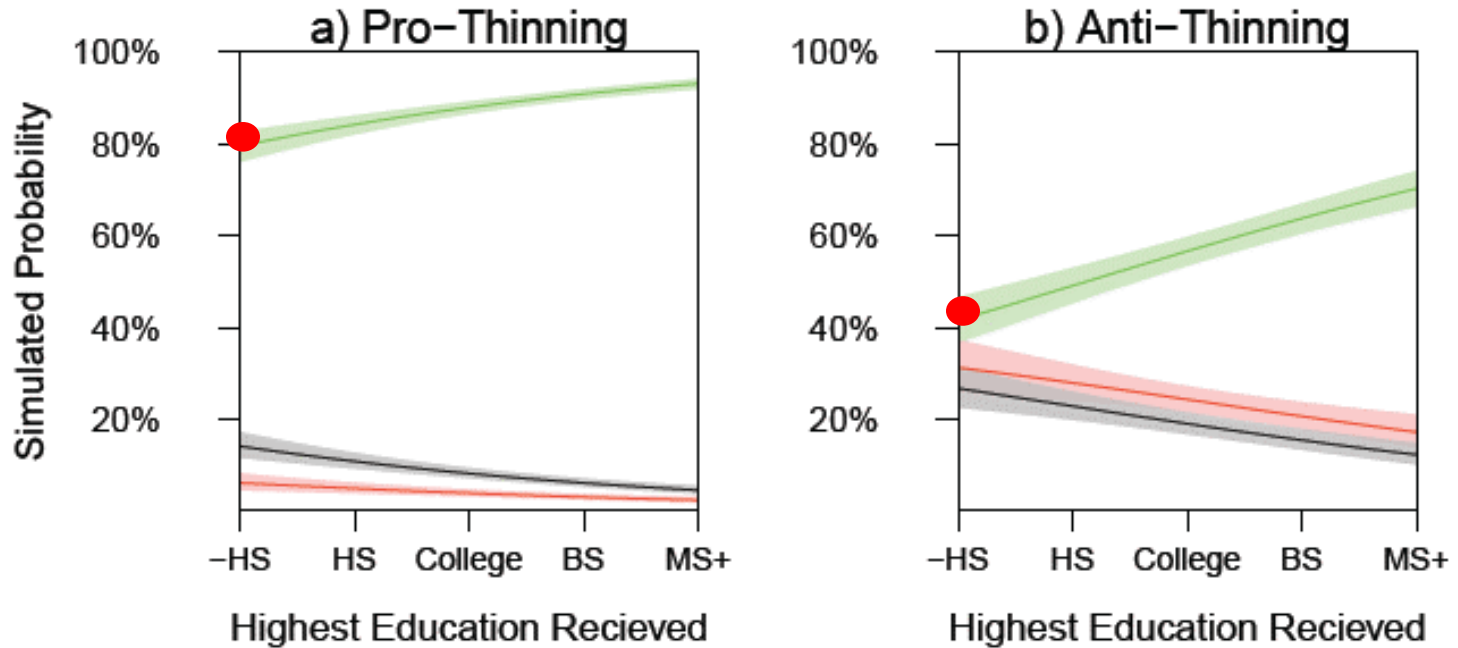 a) Pro−Thinning
100%
80%
60%
40%
20%
Simulated Probability
−HS HS College BS MS+
Highest Education Recieved
b) Anti−Thinning
100%
80%
60%
40%
20%
−HS HS College BS MS+
Highest Education Recieved